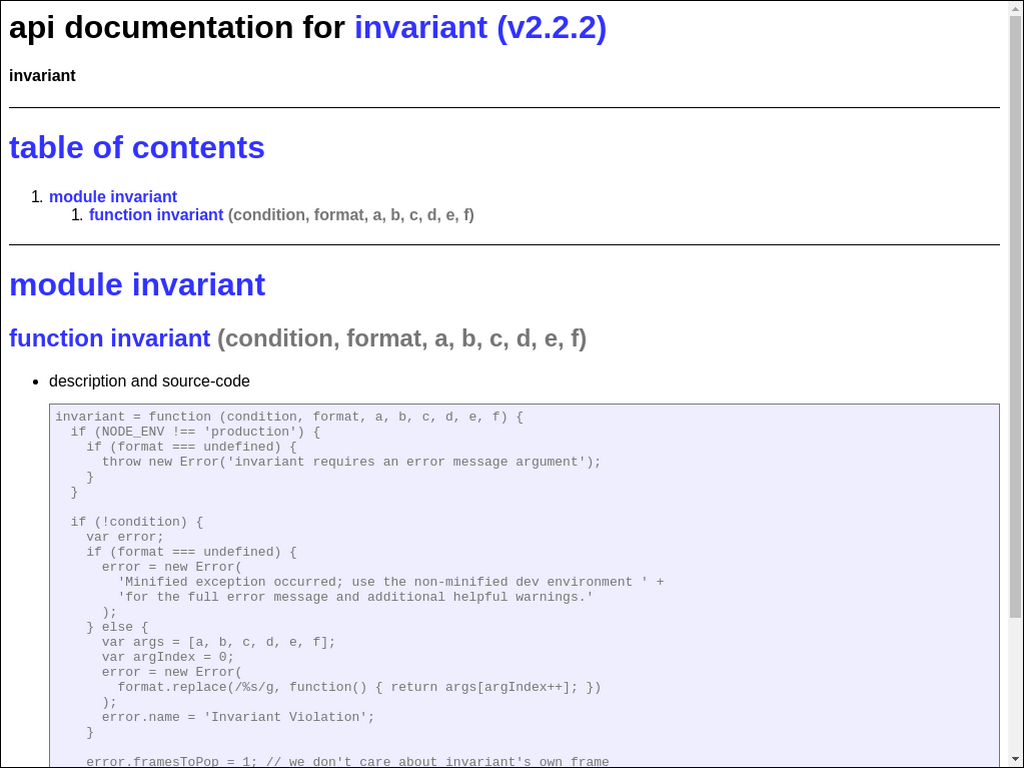 api documentation for invariant (v2.2.2)
invariant
table of contents
1. module invariant
1. function invariant (condition, format, a, b, c, d, e, f)
module invariant
function invariant (condition, format, a, b, c, d, e, f)
• description and source-code
invariant = function (condition, format, a, b, c, d, e, f) {
  if (NODE_ENV !== 'production') {
    if (format === undefined) {
      throw new Error('invariant requires an error message argument');
    }
  }

  if (!condition) {
    var error;
    if (format === undefined) {
      error = new Error(
        'Minified exception occurred; use the non-minified dev environment ' +
        'for the full error message and additional helpful warnings.'
      );
    } else {
      var args = [a, b, c, d, e, f];
      var argIndex = 0;
      error = new Error(
        format.replace(/%s/g, function() { return args[argIndex++]; })
      );
      error.name = 'Invariant Violation';
    }

    error.framesToPop = 1; // we don't care about invariant's own frame